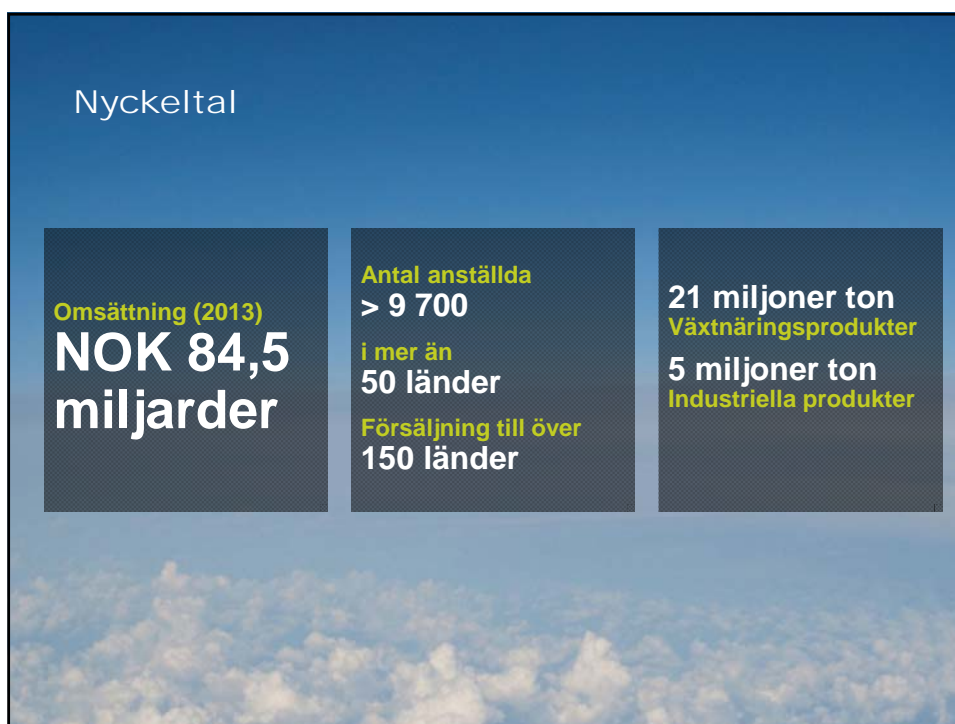 Nyckeltal
Omsättning (2013)
NOK 84,5
miljarder
Antal anställda
> 9 700
i mer än
50 länder
Försäljning till över
150 länder
21 miljoner ton
Växtnäringsprodukter
5 miljoner ton
Industriella produkter